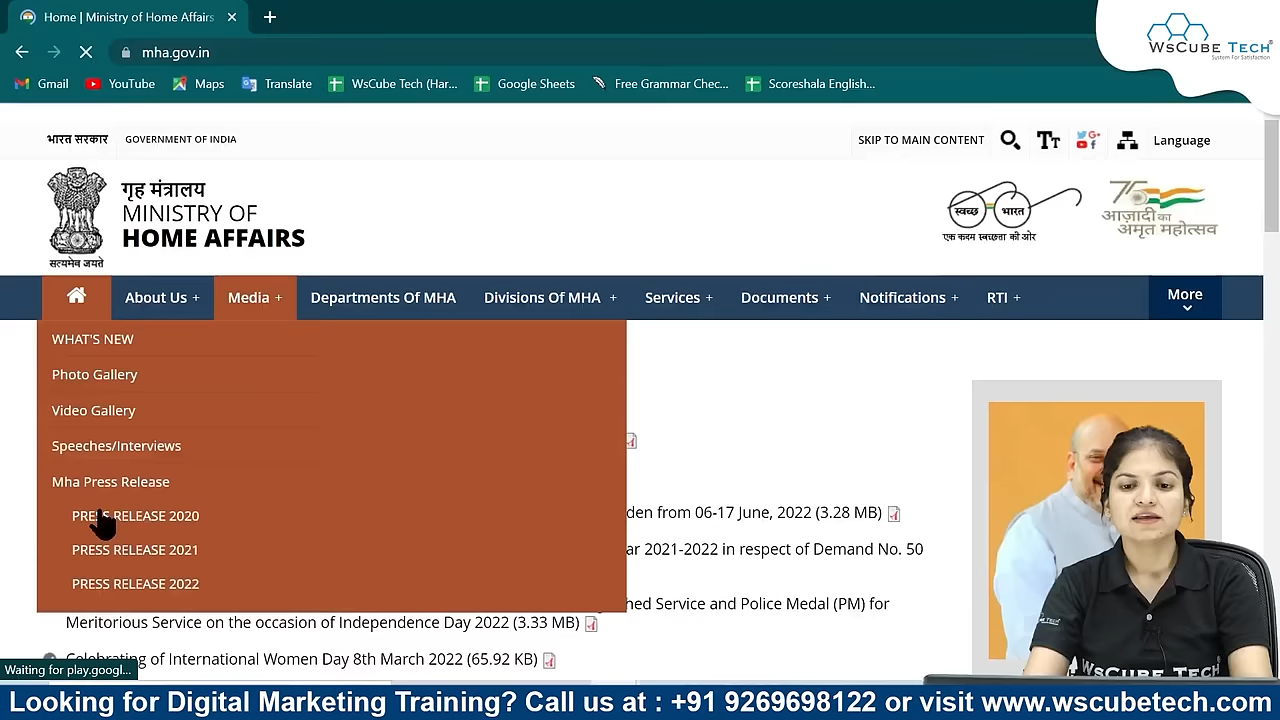 Home | Ministry of Home Affairs
WsCube Tech
System For Satisfaction
mha.gov.in
Gmail YouTube Maps Translate WsCube Tech (Har... Google Sheets Free Grammar Chec... Scoreshala English...
भारत सरकार GOVERNMENT OF INDIA SKIP TO MAIN CONTENT Language
गृह मंत्रालय
MINISTRY OF
HOME AFFAIRS
सत्यमेव जयते
स्वच्छ भारत
एक कदम स्वच्छता की ओर
75
आज़ादी का
अमृत महोत्सव
About Us + Media + Departments Of MHA Divisions Of MHA + Services + Documents + Notifications + RTI + More
WHAT'S NEW
Photo Gallery
Video Gallery
Speeches/Interviews
Mha Press Release
PRESS RELEASE 2020
PRESS RELEASE 2021
PRESS RELEASE 2022
den from 06-17 June, 2022 (3.28 MB)
ar 2021-2022 in respect of Demand No. 50
hed Service and Police Medal (PM) for
Meritorious Service on the occasion of Independence Day 2022 (3.33 MB)
Celebrating of International Women Day 8th March 2022 (65.92 KB)
Waiting for play.googl...
WSCUBE TECH
Looking for Digital Marketing Training? Call us at : +91 9269698122 or visit www.wscubetech.com